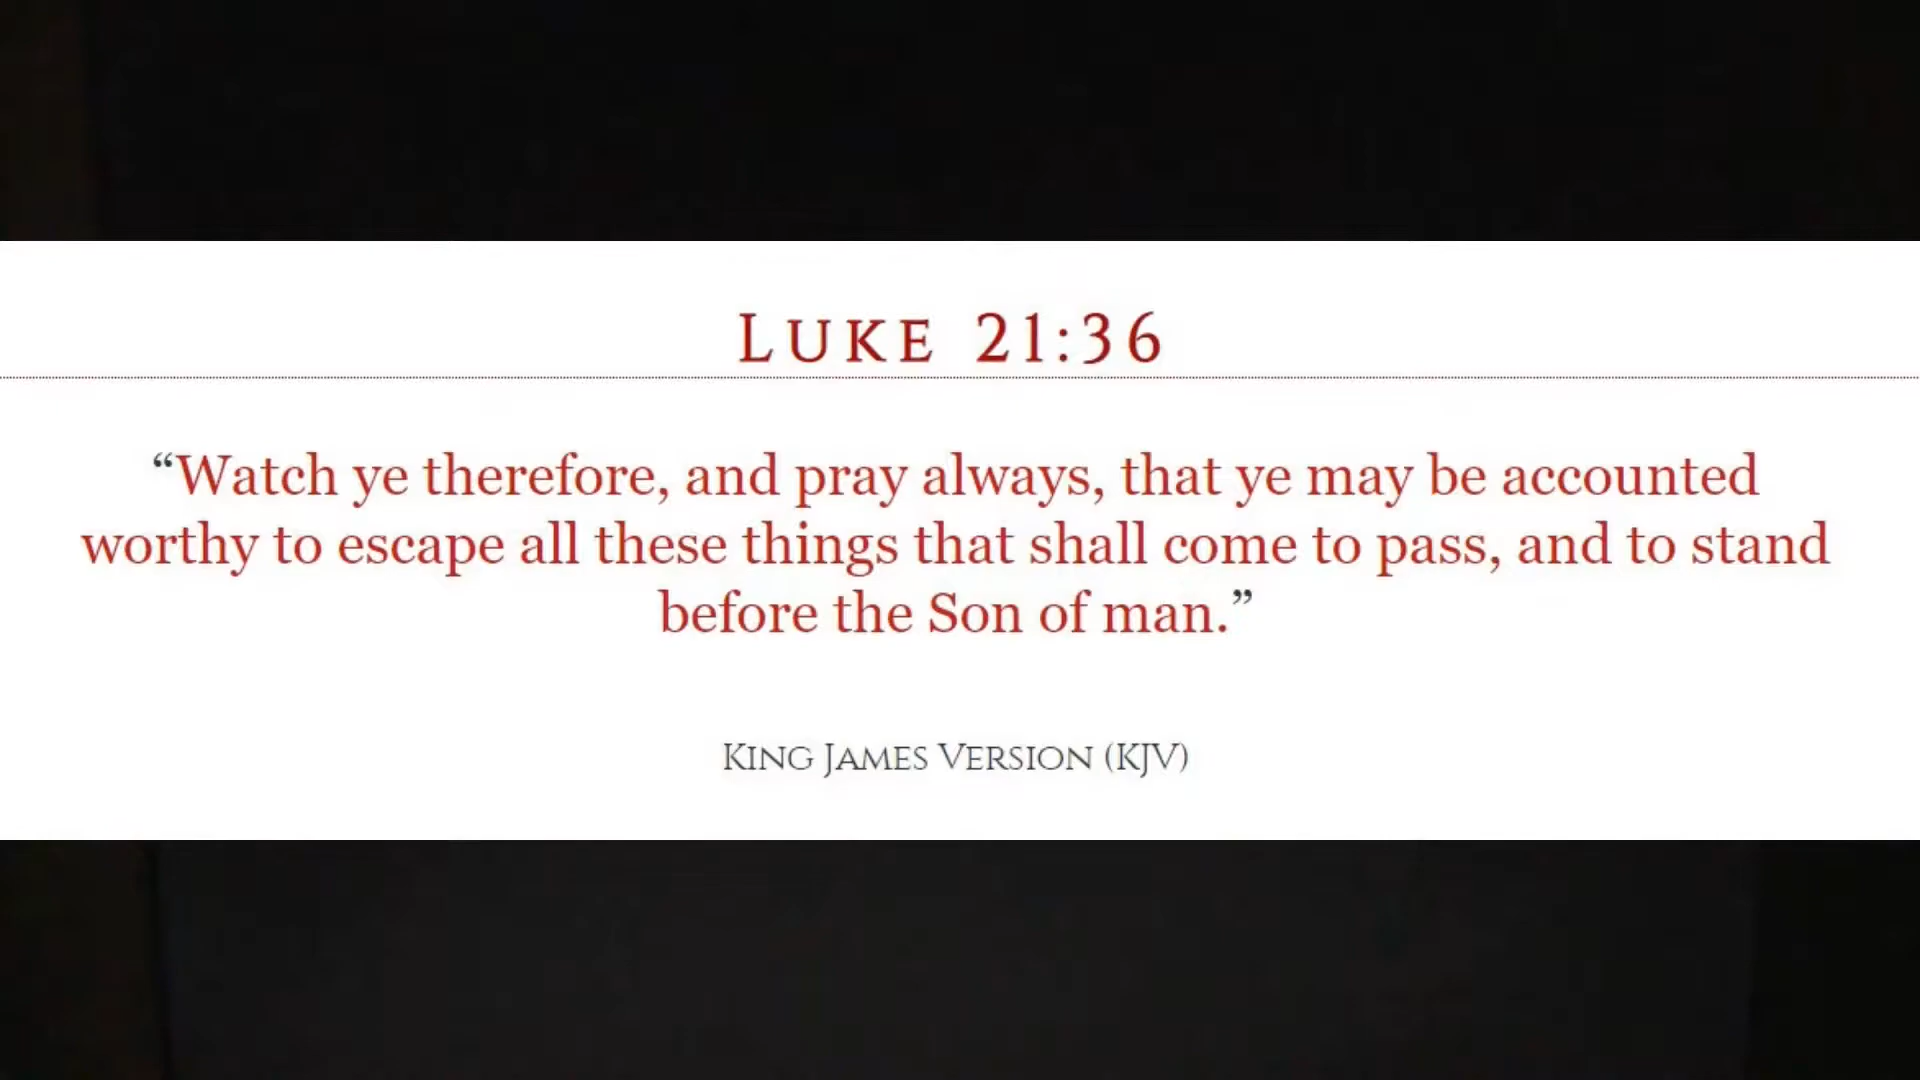 Luke 21:36
“Watch ye therefore, and pray always, that ye may be accounted
worthy to escape all these things that shall come to pass, and to stand
before the Son of man.”
King James Version (KJV)